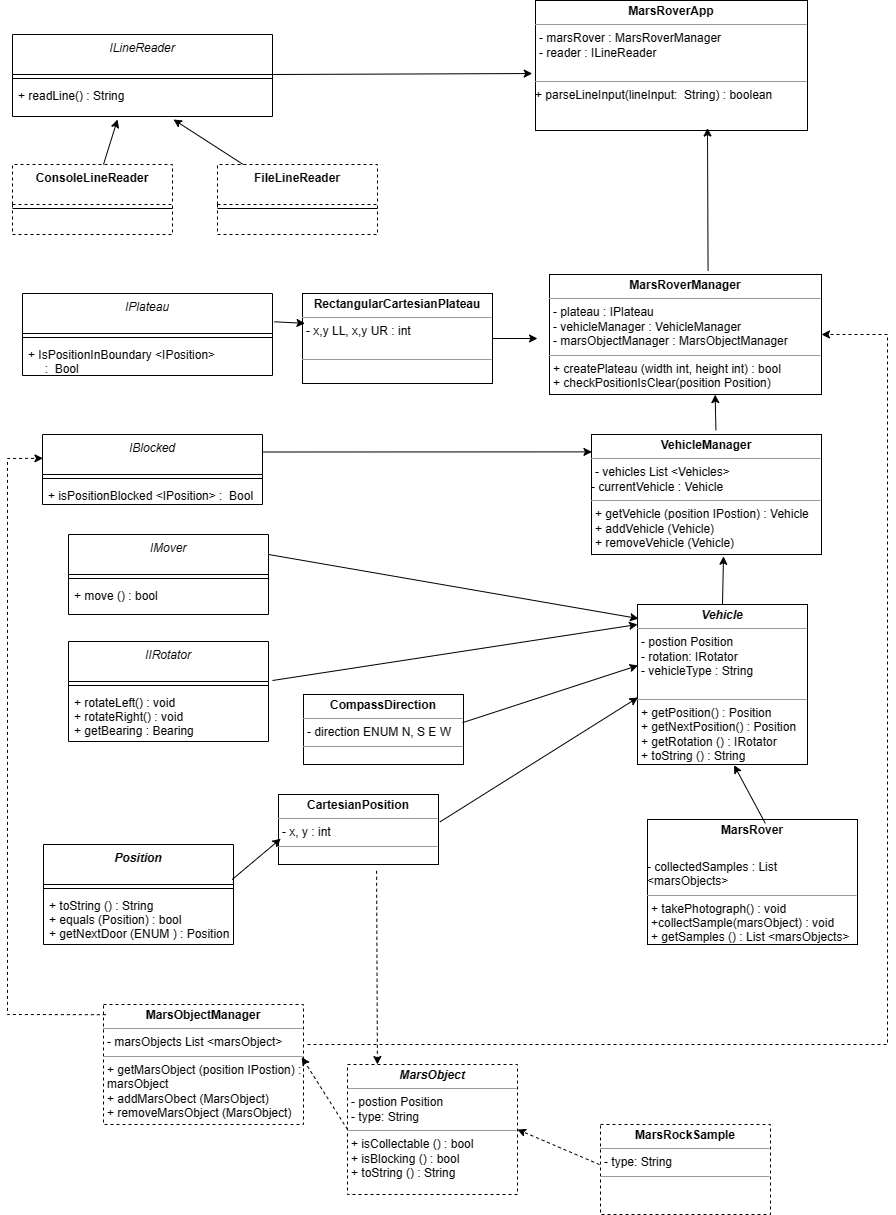 MarsRoverApp
- marsRover : MarsRoverManager
- reader : ILineReader
+ parseLineInput(lineInput:  String) : boolean
ILineReader
+ readLine() : String
ConsoleLineReader
FileLineReader
IPlateau
+ IsPositionInBoundary <IPosition>
:  Bool
RectangularCartesianPlateau
- x,y LL, x,y UR : int
MarsRoverManager
- plateau : IPlateau
- vehicleManager : VehicleManager
- marsObjectManager : MarsObjectManager
+ createPlateau (width int, height int) : bool
+ checkPositionIsClear(position Position)
IBlocked
+ isPositionBlocked <IPosition> :  Bool
VehicleManager
- vehicles List <Vehicles>
- currentVehicle : Vehicle
+ getVehicle (position IPostion) : Vehicle
+ addVehicle (Vehicle)
+ removeVehicle (Vehicle)
IMover
+ move () : bool
IIRotator
+ rotateLeft() : void
+ rotateRight() : void
+ getBearing : Bearing
Vehicle
- postion Position
- rotation: IRotator
- vehicleType : String
+ getPosition() : Position
+ getNextPosition() : Position
+ getRotation () : IRotator
+ toString () : String
CompassDirection
- direction ENUM N, S E W
CartesianPosition
- x, y : int
Position
+ toString () : String
+ equals (Position) : bool
+ getNextDoor (ENUM ) : Position
MarsRover
- collectedSamples : List
<marsObjects>
+ takePhotograph() : void
+collectSample(marsObject) : void
+ getSamples () : List <marsObjects>
MarsObjectManager
- marsObjects List <marsObject>
+ getMarsObject (position IPostion) :
marsObject
+ addMarsObect (MarsObject)
+ removeMarsObject (MarsObject)
MarsObject
- postion Position
- type: String
+ isCollectable () : bool
+ isBlocking () : bool
+ toString () : String
MarsRockSample
- type: String